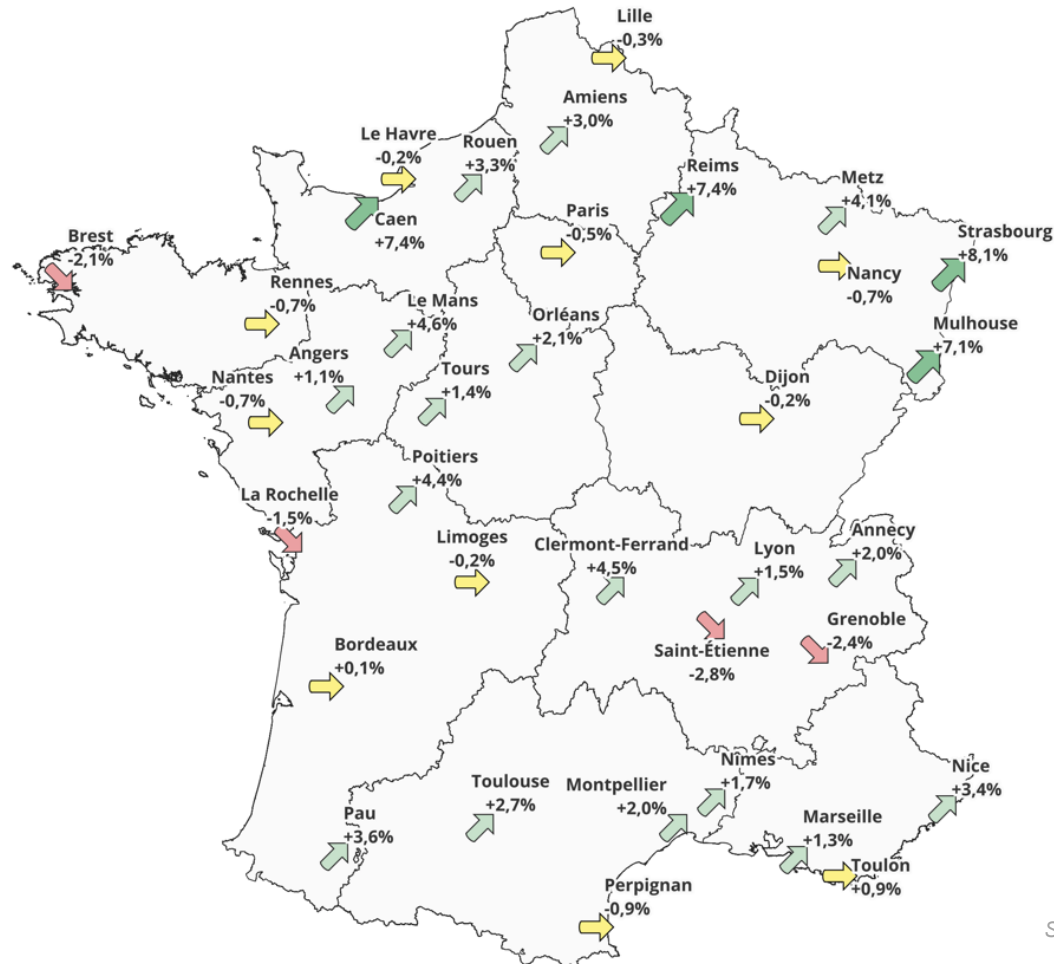 Lille
-0,3%
Amiens
+3,0%
Le Havre
-0,2%
Rouen
+3,3%
Reims
+7,4%
Metz
+4,1%
Caen
+7,4%
Paris
-0,5%
Strasbourg
+8,1%
Brest
-2,1%
Nancy
-0,7%
Rennes
-0,7%
Le Mans
+4,6%
Orléans
+2,1%
Mulhouse
+7,1%
Angers
+1,1%
Tours
+1,4%
Nantes
-0,7%
Dijon
-0,2%
Poitiers
+4,4%
La Rochelle
-1,5%
Limoges
-0,2%
Clermont-Ferrand
+4,5%
Lyon
+1,5%
Annecy
+2,0%
Grenoble
-2,4%
Saint-Étienne
-2,8%
Bordeaux
+0,1%
Nîmes
+1,7%
Nice
+3,4%
Toulouse
+2,7%
Montpellier
+2,0%
Pau
+3,6%
Marseille
+1,3%
Toulon
+0,9%
Perpignan
-0,9%
S